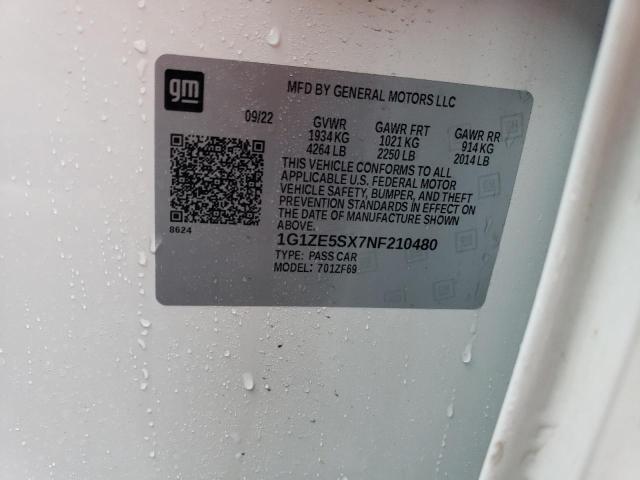 gm
MFD BY GENERAL MOTORS LLC
09/22
GVWR GAWR FRT GAWR RR
1934 KG 1021 KG 914 KG
4264 LB 2250 LB 2014 LB
THIS VEHICLE CONFORMS TO ALL
APPLICABLE U.S. FEDERAL MOTOR
VEHICLE SAFETY, BUMPER, AND THEFT
PREVENTION STANDARDS IN EFFECT ON
THE DATE OF MANUFACTURE SHOWN
ABOVE.
8624
1G1ZE5SX7NF210480
TYPE: PASS CAR
MODEL: 701ZF69